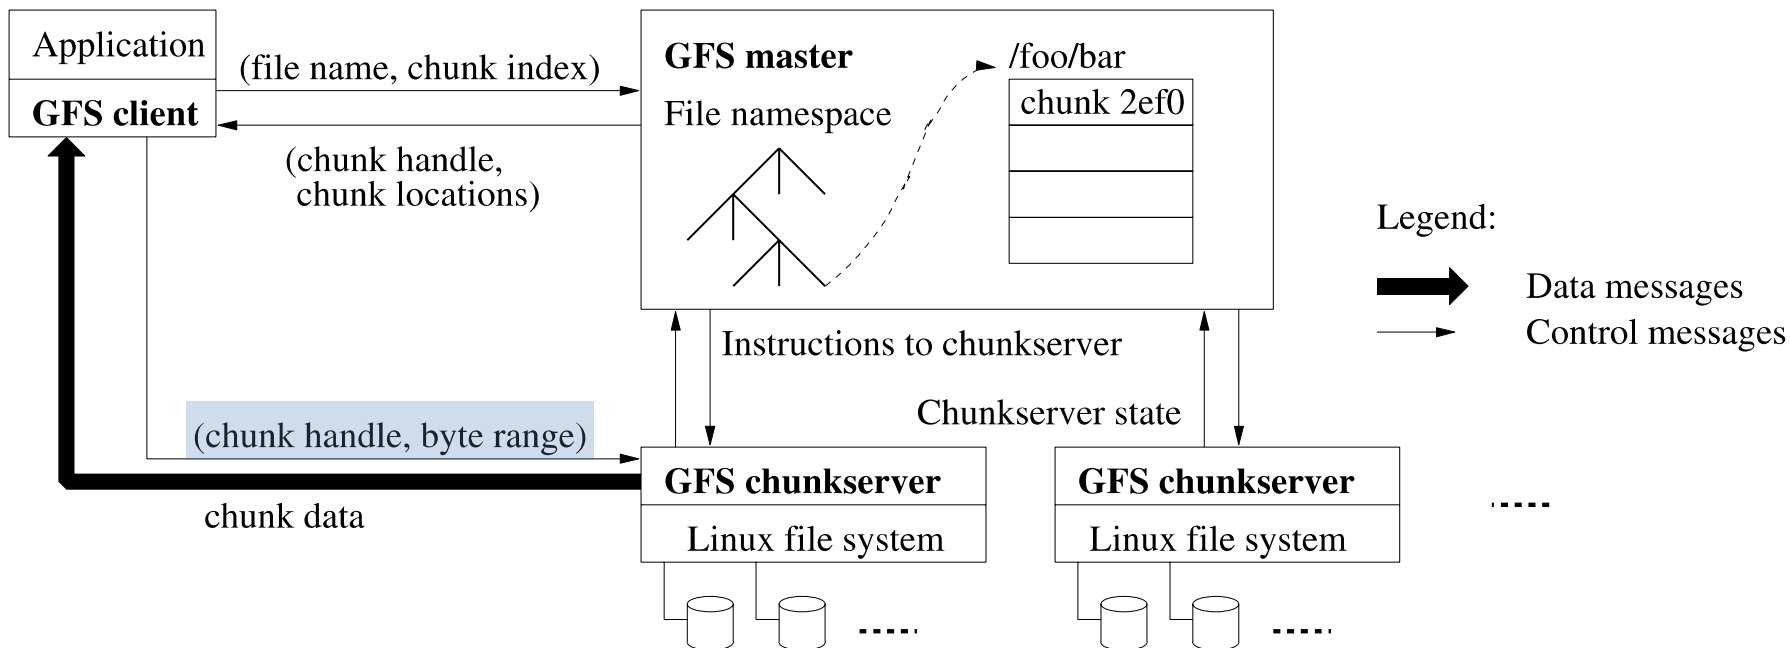 Application
GFS client
(file name, chunk index)
(chunk handle,
chunk locations)
GFS master
File namespace
/foo/bar
chunk 2ef0
Legend:
Data messages
Control messages
Instructions to chunkserver
Chunkserver state
(chunk handle, byte range)
chunk data
GFS chunkserver
Linux file system
GFS chunkserver
Linux file system